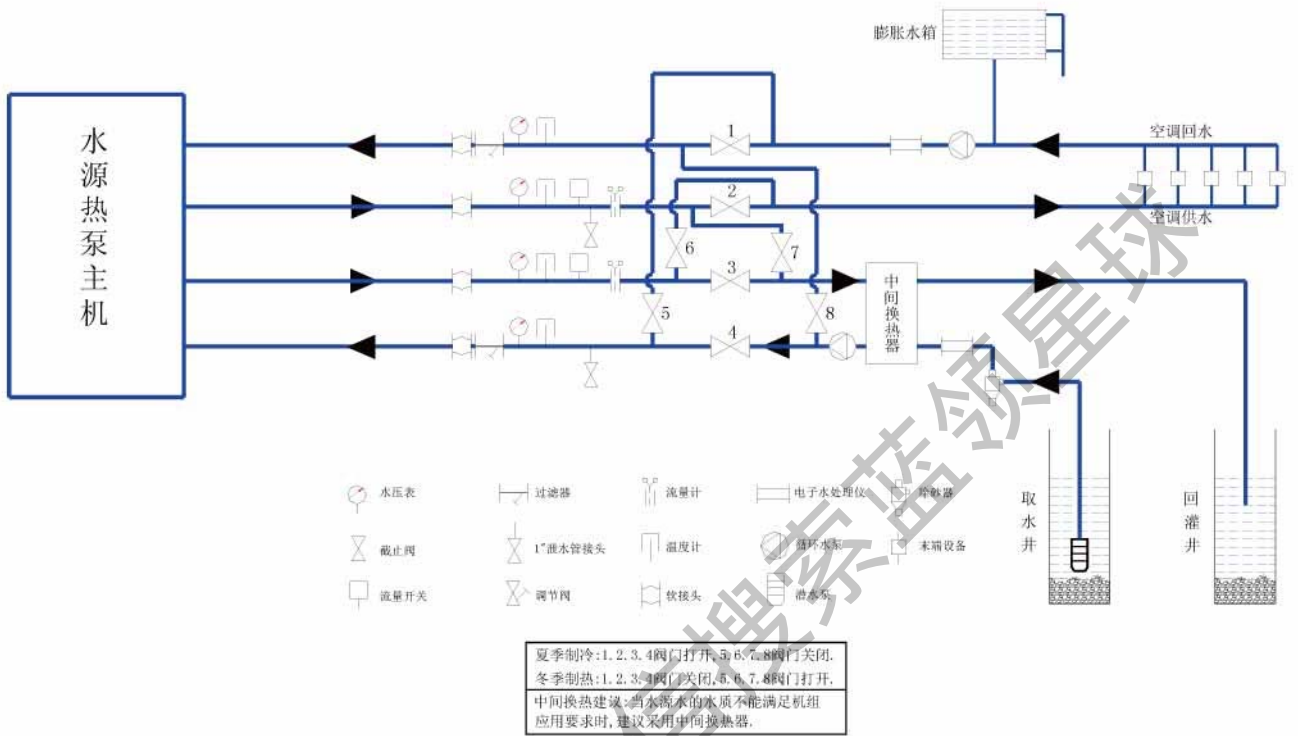 膨胀水箱
水源热泵主机
1
空调回水
2
空调供水
6
7
3
中间换热器
5
8
4
取水井
回灌井
水压表
过滤器
流量计
电子水处理仪
除砂器
截止阀
1"泄水管接头
温度计
循环水泵
末端设备
流量开关
调节阀
软接头
潜水泵
夏季制冷:1.2.3.4阀门打开,5.6.7.8阀门关闭.
冬季制热:1.2.3.4阀门关闭,5.6.7.8阀门打开.
中间换热建议:当水源水的水质不能满足机组
应用要求时,建议采用中间换热器.
信搜索蓝领星球